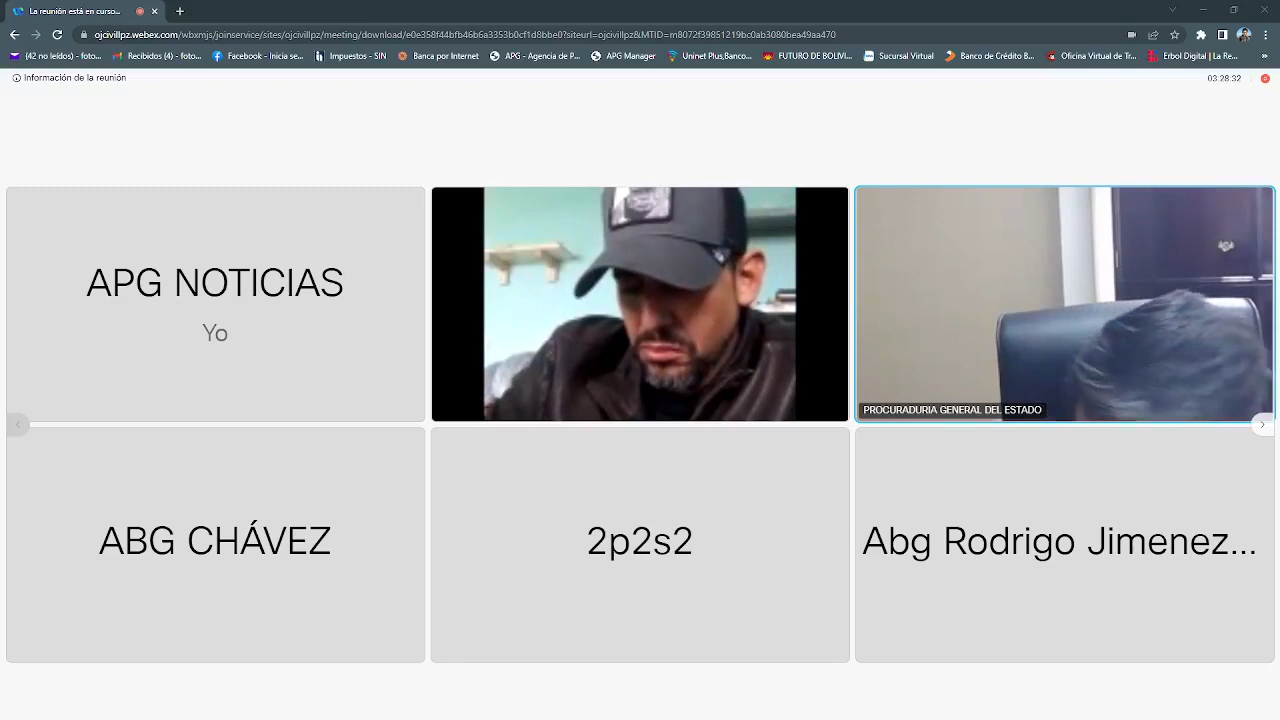 La reunión está en curso...
ojcivillpz.webex.com/wbxmjs/joinservice/sites/ojcivillpz/meeting/download/e0e358f44bfb46b6a33531c0cf1d6bbe0?siteurl=ojcivillpz&MTID=m8072f39851219bc0ab3080bea49aa470
(42 no leídos) - foto...
Recibidos (4) - fotos...
Facebook - Inicia se...
Impuestos - SIN
Banca por Internet
APG - Agencia de P...
APG Manager
Uninet Plus,Banco...
FUTURO DE BOLIVI...
Sucursal Virtual
Banco de Crédito B...
Oficina Virtual de Tr...
Erbol Digital | La Re...
Información de la reunión
03:28:32
APG NOTICIAS
Yo
PROCURADURIA GENERAL DEL ESTADO
ABG CHÁVEZ
2p2s2
Abg Rodrigo Jimenez...